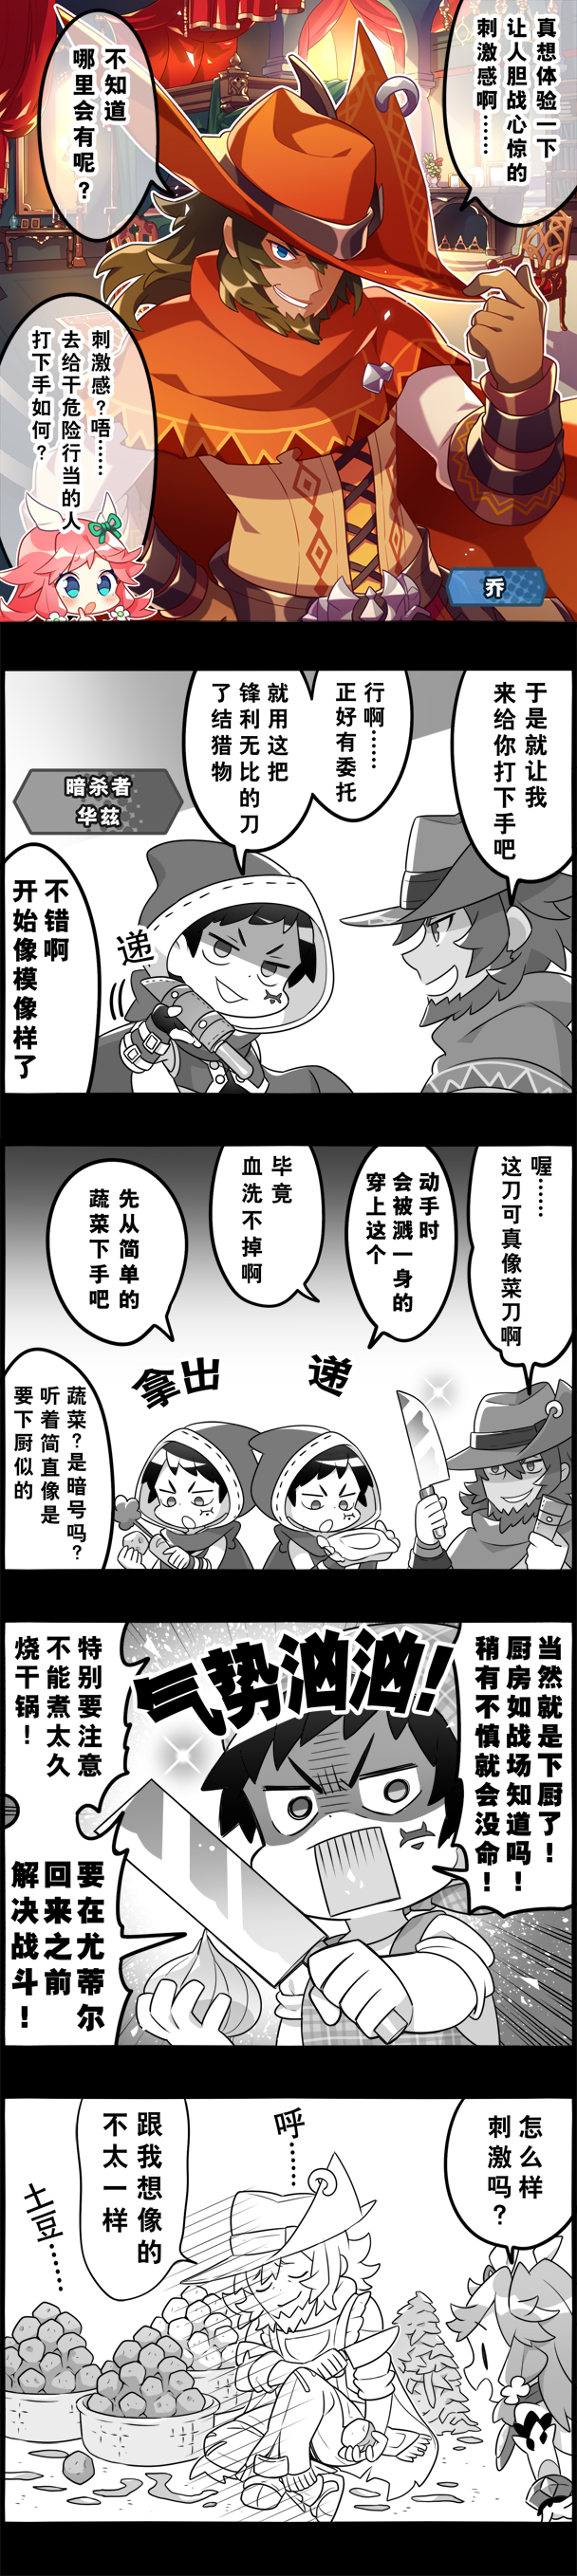 真想体验一下
让人胆战心惊的
刺激感啊……
不知道
哪里会有呢？
刺激感？唔……
去给干危险行当的人
打下手如何？
乔
于是就让我
来给你打下手吧
行啊……
正好有委托
就用这把
锋利无比的刀
了结猎物
暗杀者
华兹
递
不错啊
开始像模像样了
喔……
这刀可真像菜刀啊
动手时
会被溅一身的
穿上这个
毕竟
血洗不掉啊
先从简单的
蔬菜下手吧
递
拿出
蔬菜？是暗号吗？
听着简直像是
要下厨似的
当然就是下厨了！
厨房如战场知道吗！
稍有不慎就会没命！
气势汹汹！
特别要注意
不能煮太久
烧干锅！
要在尤蒂尔
回来之前
解决战斗！
怎么样
刺激吗？
呼……
跟我想像的
不太一样
土豆……